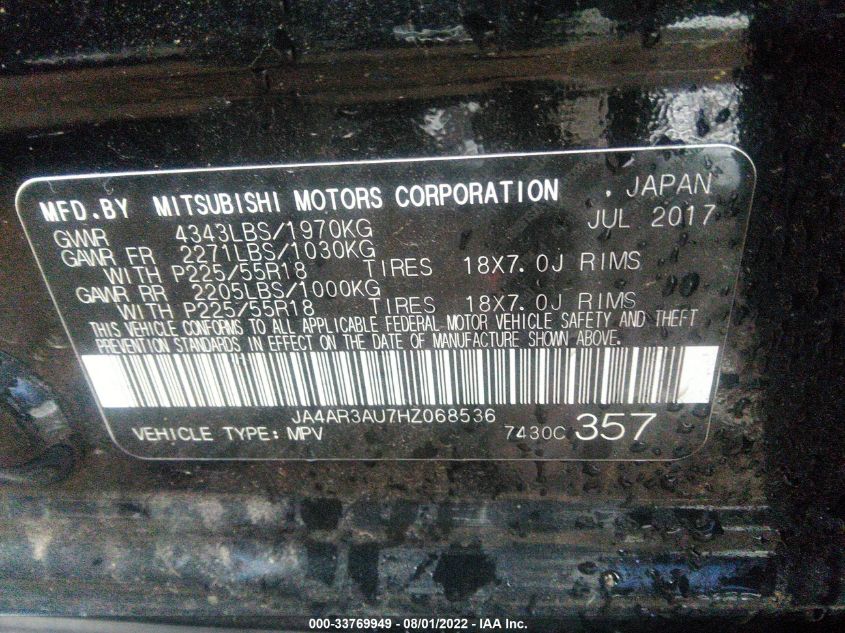 MFD.BY MITSUBISHI MOTORS CORPORATION , JAPAN
GVWR 4343LBS/1970KG JUL 2017
GAWR FR 2271LBS/1030KG
WITH P225/55R18 TIRES 18X7.0J RIMS
GAWR RR 2205LBS/1000KG
WITH P225/55R18 TIRES 18X7.0J RIMS
THIS VEHICLE CONFORMS TO ALL APPLICABLE FEDERAL MOTOR VEHICLE SAFETY AND THEFT
PREVENTION STANDARDS IN EFFECT ON THE DATE OF MANUFACTURE SHOWN ABOVE.
JA4AR3AU7HZ068536
VEHICLE TYPE: MPV 7430C 357
000-33769949 - 08/01/2022 - IAA Inc.